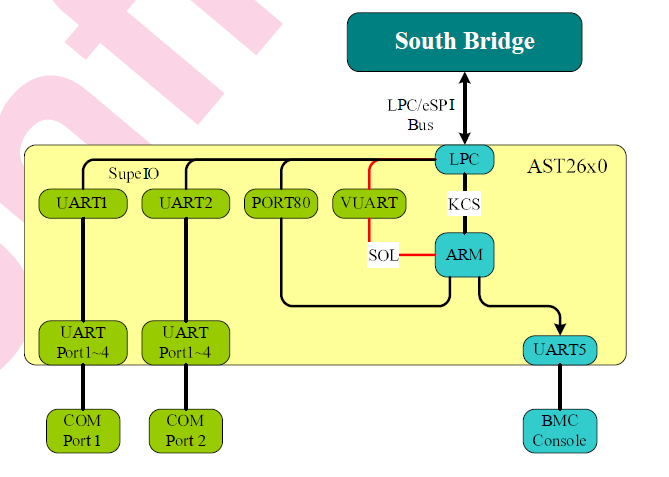 South Bridge
LPC/eSPI
Bus
LPC
AST26x0
SupeIO
UART1
UART2
PORT80
VUART
KCS
SOL
ARM
UART
Port1~4
UART
Port1~4
UART5
COM
Port 1
COM
Port 2
BMC
Console